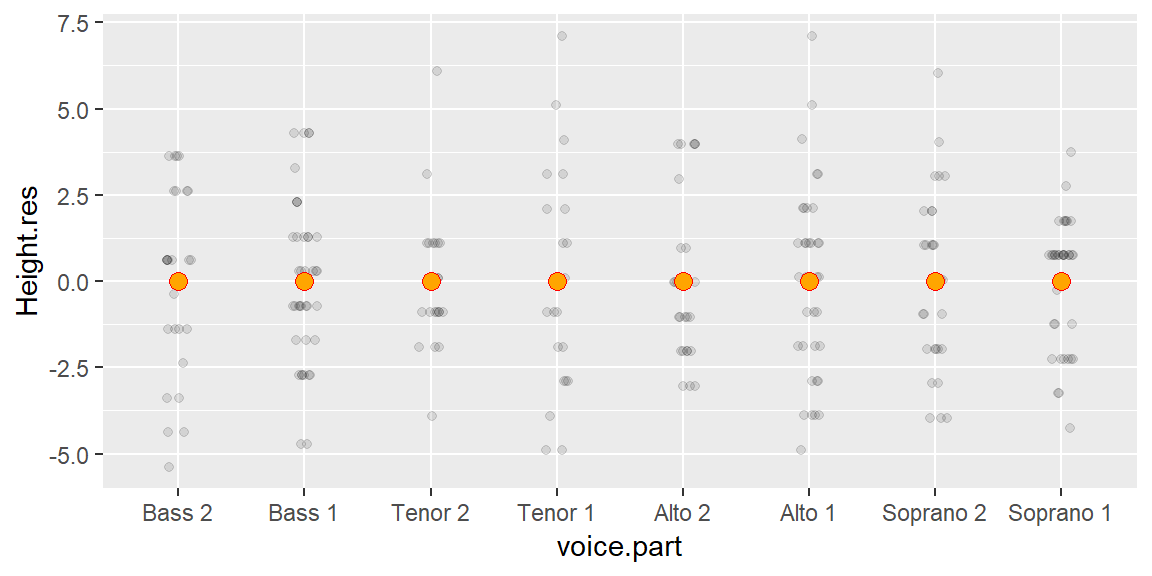 Height.res
7.5
5.0
2.5
0.0
-2.5
-5.0
Bass 2 Bass 1 Tenor 2 Tenor 1 Alto 2 Alto 1 Soprano 2 Soprano 1
voice.part